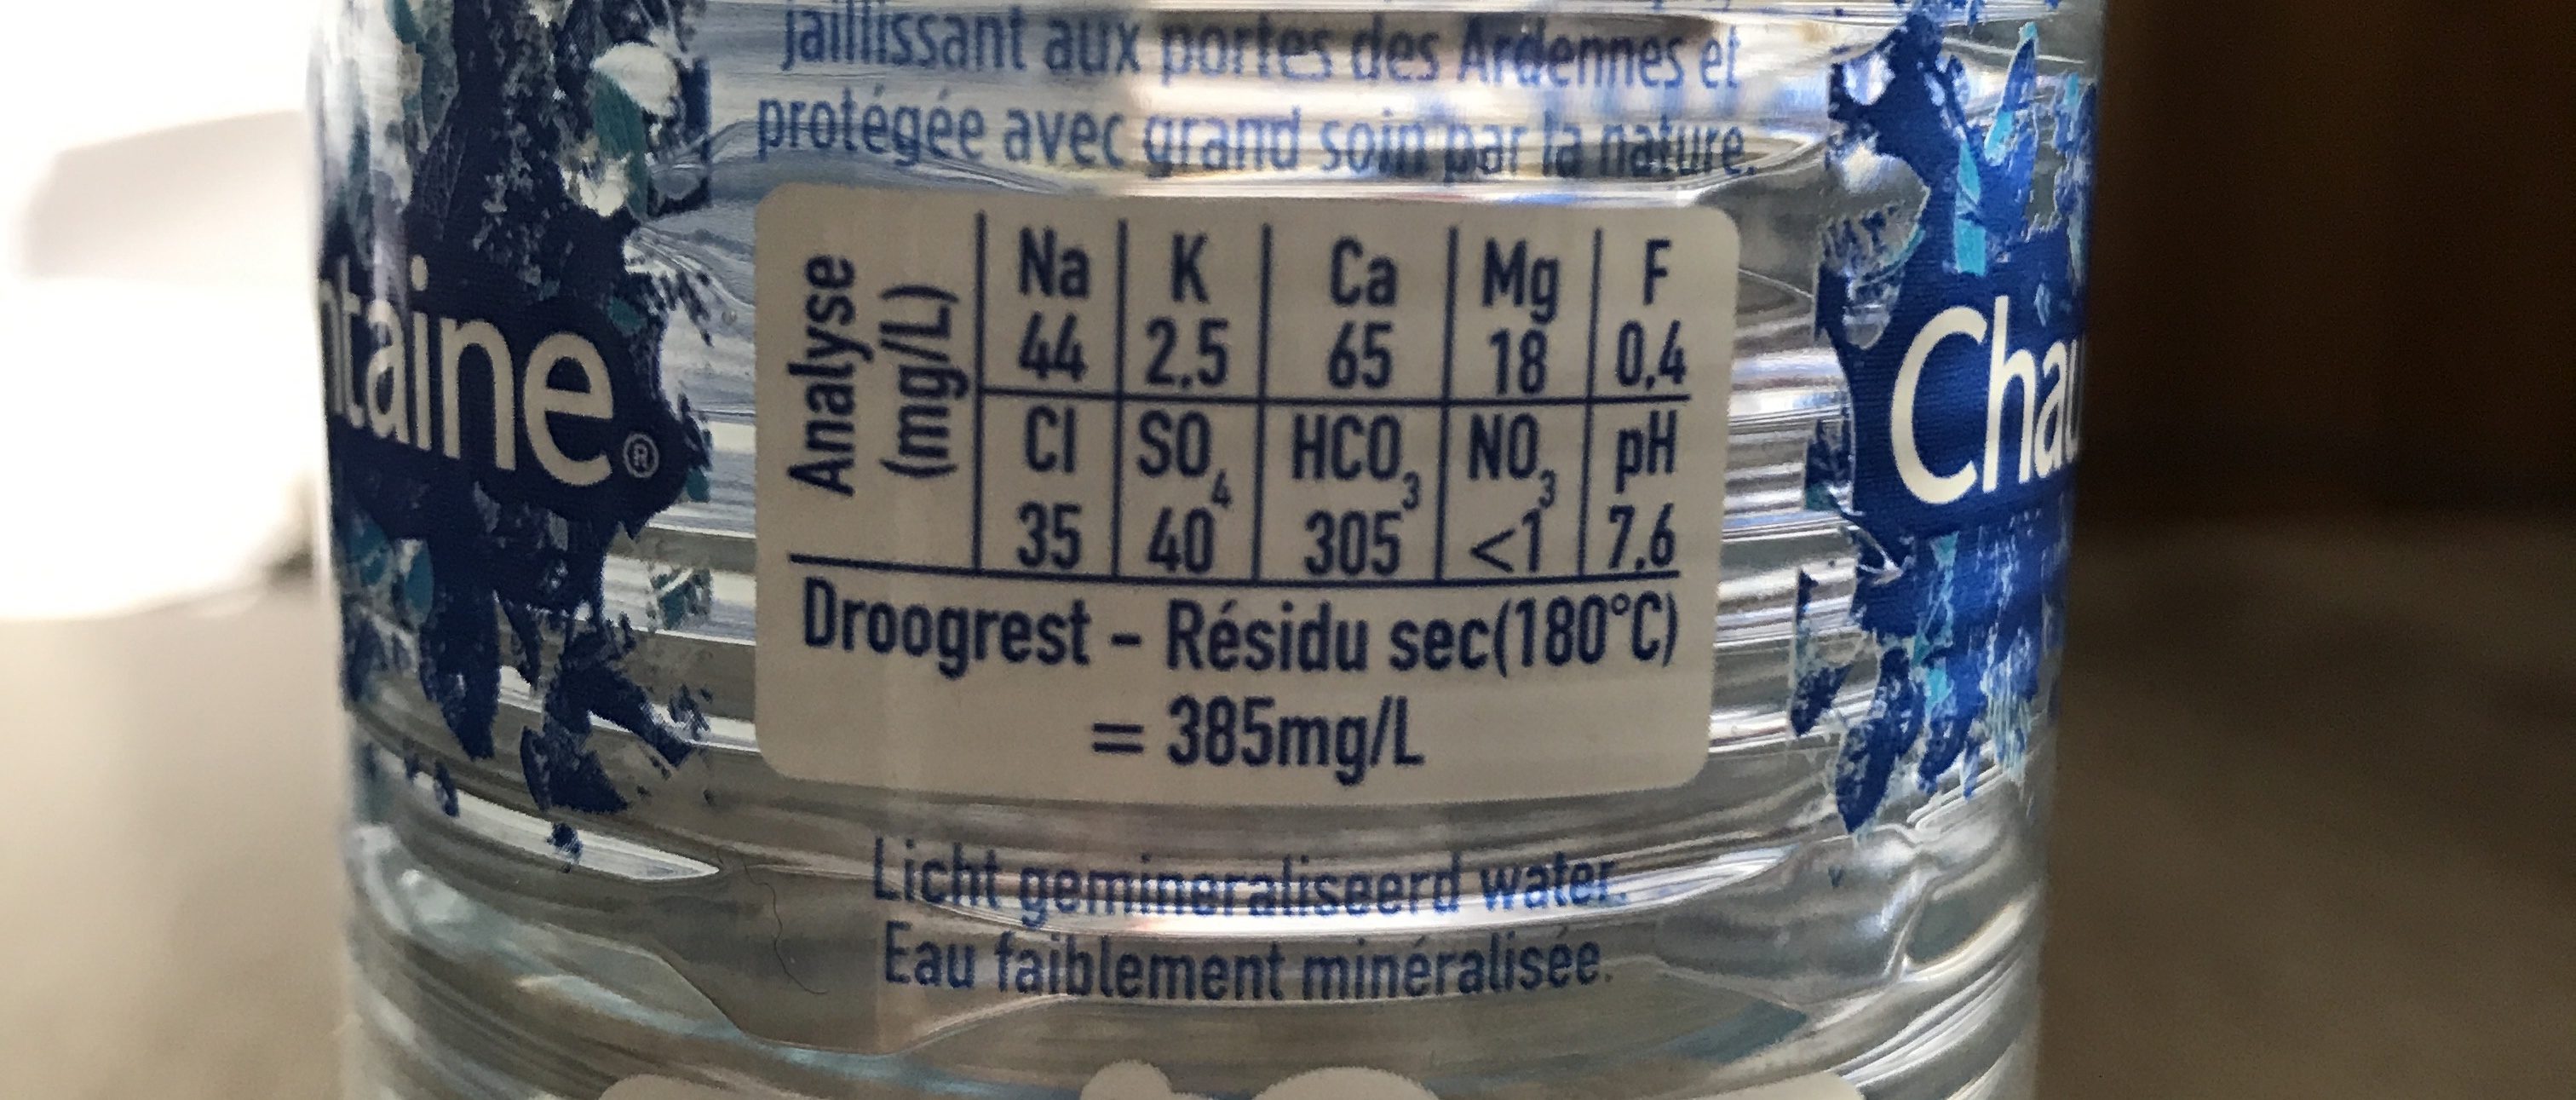 jaillissant aux portes des Ardennes et
protégée avec grand soin par la nature.
ntaine®
Chau
Analyse
(mg/L)
Na K Ca Mg F
44 2.5 65 18 0.4
Cl SO4 HCO3 NO3 pH
35 40 305 <1 7.6
Droogrest - Résidu sec(180°C)
= 385mg/L
Licht gemineraliseerd water.
Eau faiblement minéralisée.